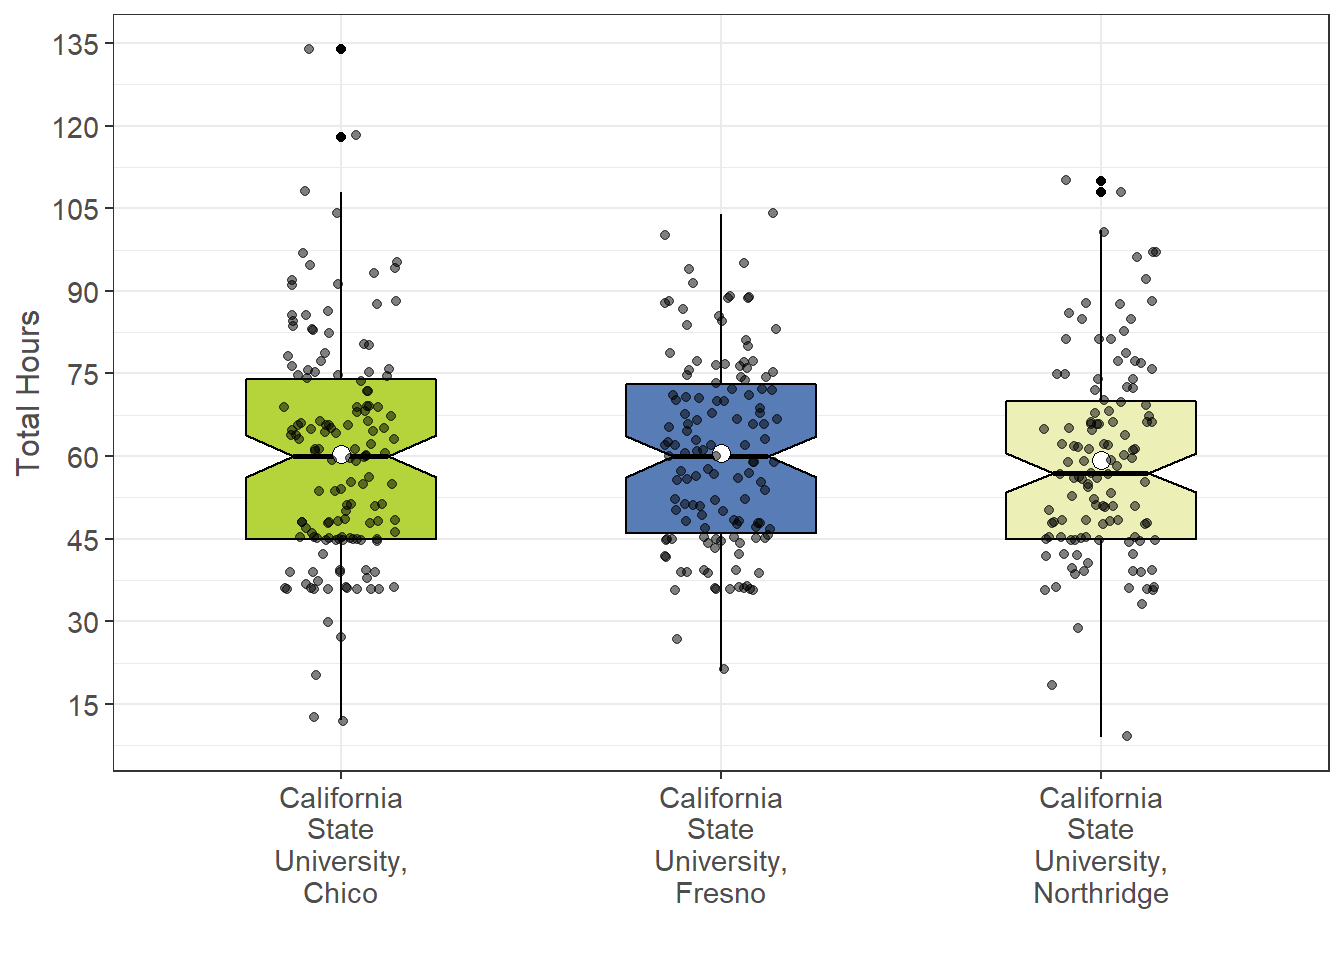 135
120
105
90
75
60
45
30
15
Total Hours
California
State
University,
Chico
California
State
University,
Fresno
California
State
University,
Northridge